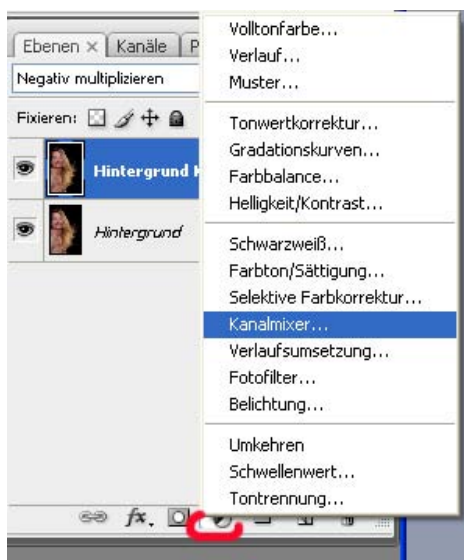 Ebenen × Kanäle P
Negativ multiplizieren
Fixieren:
Hintergrund K
Hintergrund
fx.
Volltonfarbe...
Verlauf...
Muster...
Tonwertkorrektur...
Gradationskurven...
Farbbalance...
Helligkeit/Kontrast...
Schwarzweiß...
Farbton/Sättigung...
Selektive Farbkorrektur...
Kanalmixer...
Verlaufsumsetzung...
Fotofilter...
Belichtung...
Umkehren
Schwellenwert...
Tontrennung...